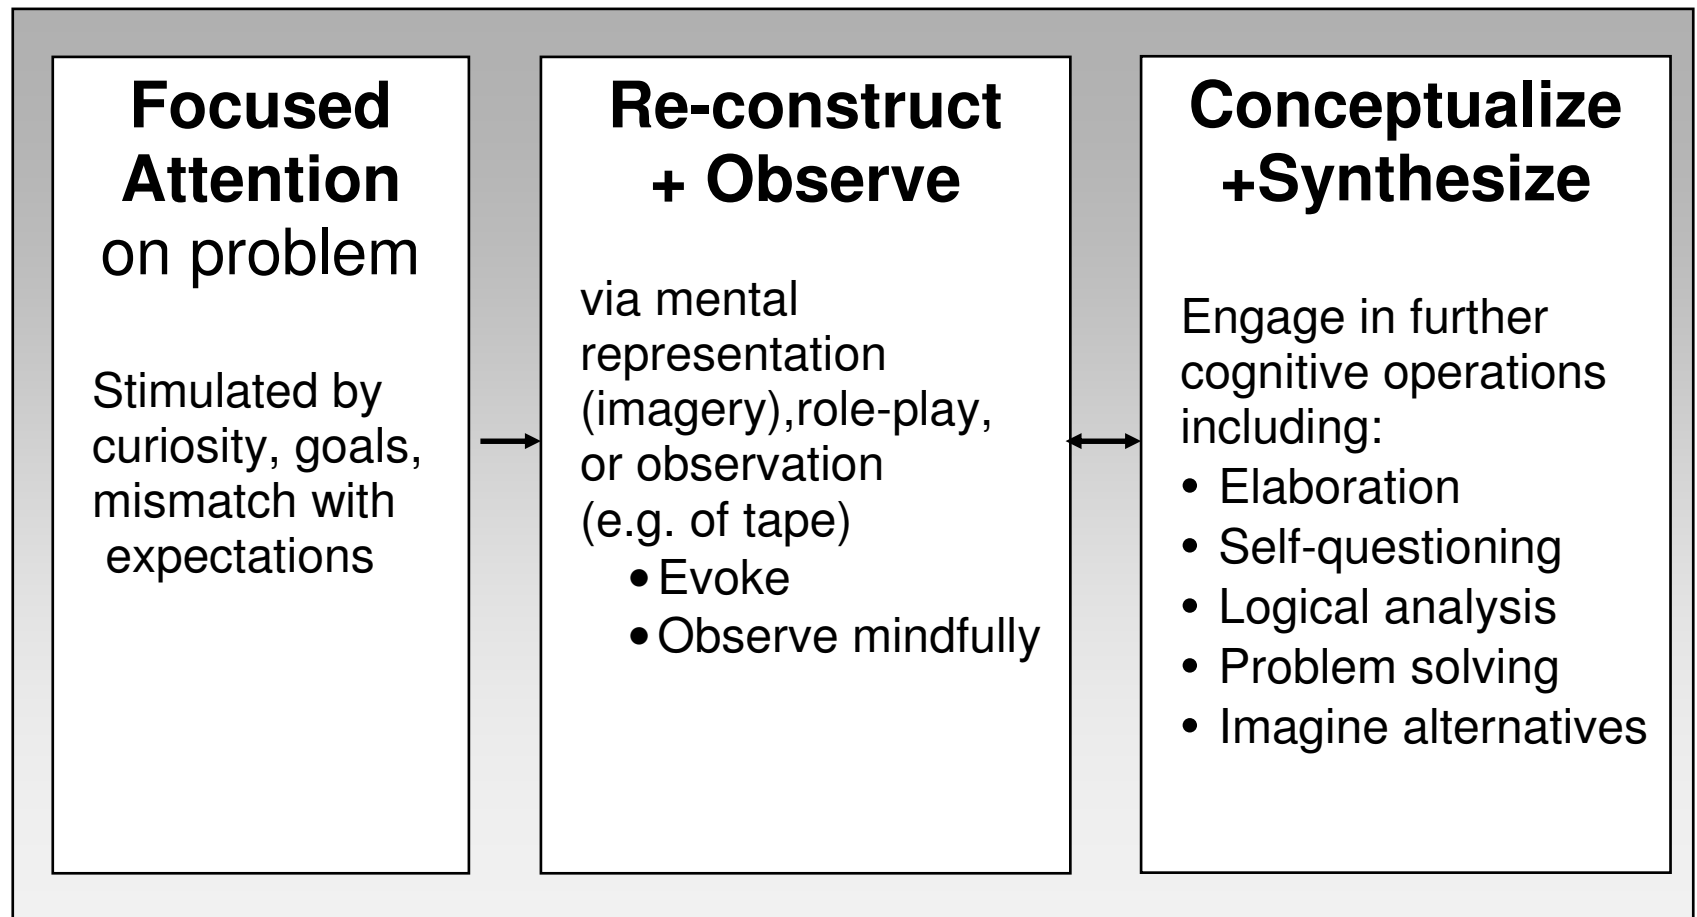 Focused
Attention
on problem
Stimulated by
curiosity, goals,
mismatch with
expectations
Re-construct
+ Observe
via mental
representation
(imagery),role-play,
or observation
(e.g. of tape)
• Evoke
• Observe mindfully
Conceptualize
+Synthesize
Engage in further
cognitive operations
including:
• Elaboration
• Self-questioning
• Logical analysis
• Problem solving
• Imagine alternatives